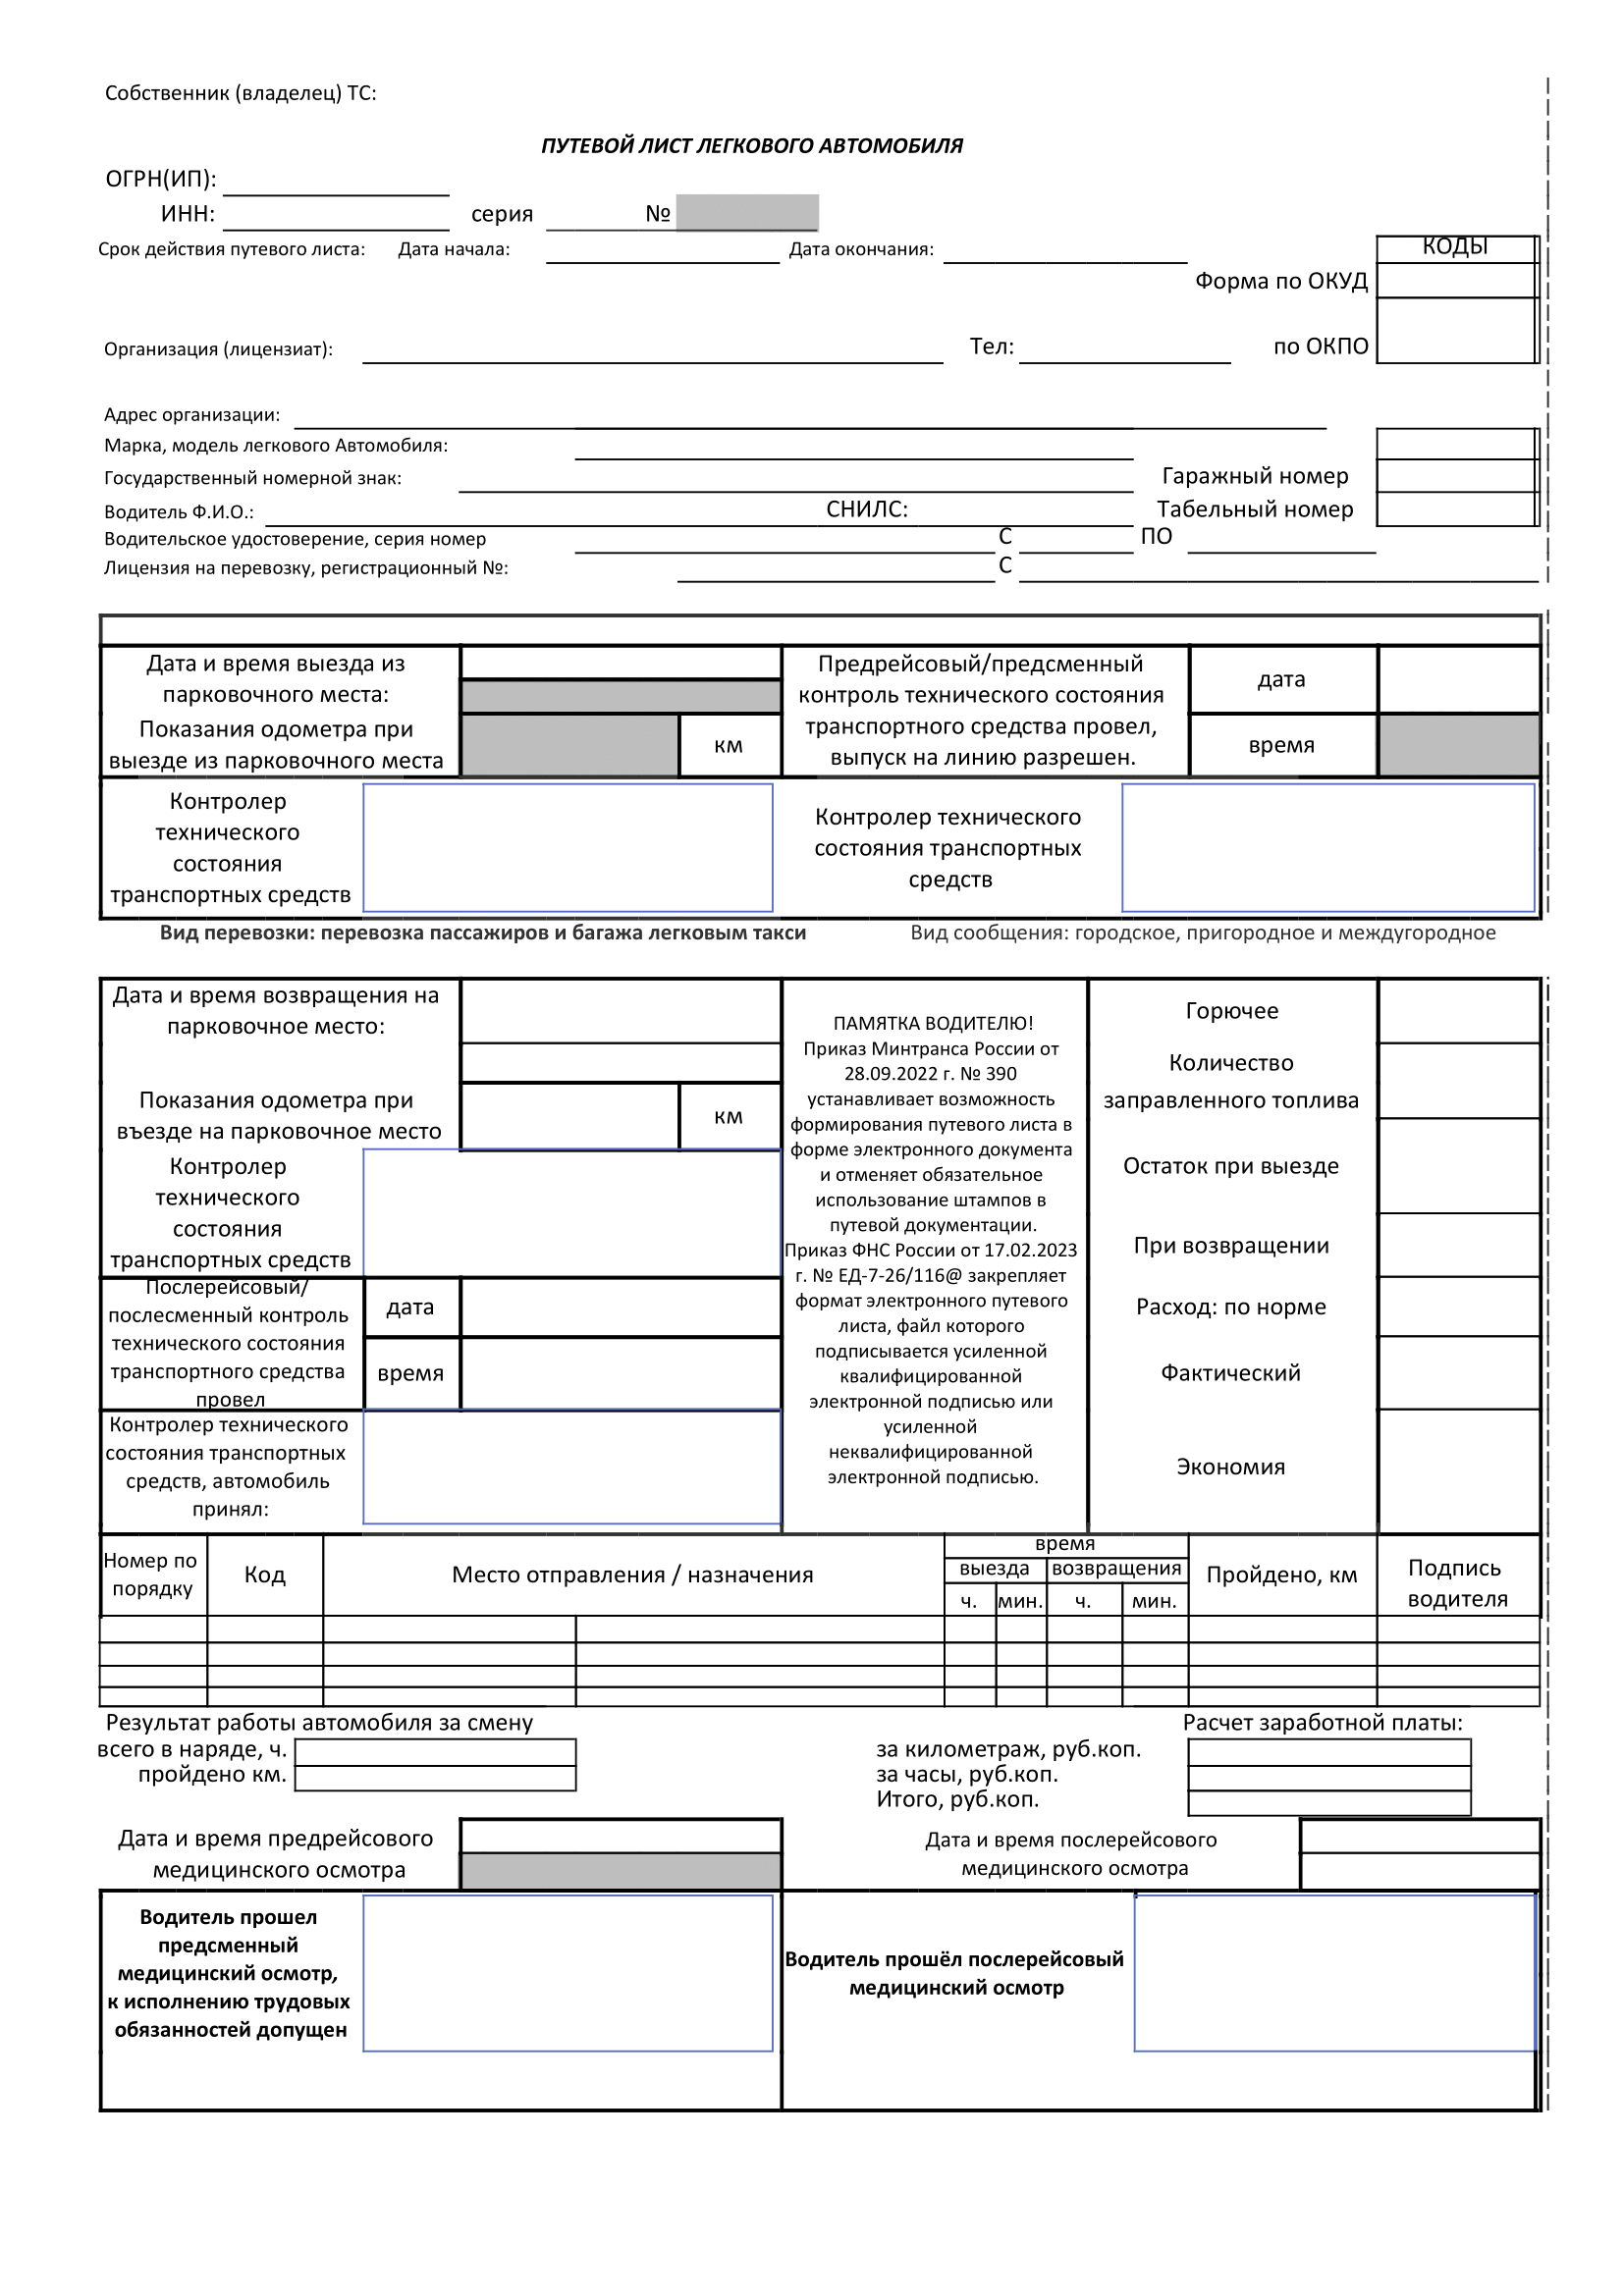 Собственник (владелец) ТС:
ПУТЕВОЙ ЛИСТ ЛЕГКОВОГО АВТОМОБИЛЯ
ОГРН(ИП):
ИНН: серия №
Срок действия путевого листа: Дата начала: Дата окончания:
КОДЫ
Форма по ОКУД
Организация (лицензиат): Тел: по ОКПО
Адрес организации:
Марка, модель легкового Автомобиля:
Государственный номерной знак: Гаражный номер
Водитель Ф.И.О.: СНИЛС: Табельный номер
Водительское удостоверение, серия номер С ПО
Лицензия на перевозку, регистрационный №: С
Дата и время выезда из
парковочного места:
Показания одометра при
выезде из парковочного места
км
Предрейсовый/предсменный
контроль технического состояния
транспортного средства провел,
выпуск на линию разрешен.
дата
время
Контролер
технического
состояния
транспортных средств
Контролер технического
состояния транспортных
средств
Вид перевозки: перевозка пассажиров и багажа легковым такси Вид сообщения: городское, пригородное и междугородное
Дата и время возвращения на
парковочное место:
Показания одометра при
въезде на парковочное место
км
Контролер
технического
состояния
транспортных средств
Послерейсовый/
послесменный контроль
технического состояния
транспортного средства
провел
дата
время
Контролер технического
состояния транспортных
средств, автомобиль
принял:
ПАМЯТКА ВОДИТЕЛЮ!
Приказ Минтранса России от
28.09.2022 г. № 390
устанавливает возможность
формирования путевого листа в
форме электронного документа
и отменяет обязательное
использование штампов в
путевой документации.
Приказ ФНС России от 17.02.2023
г. № ЕД-7-26/116@ закрепляет
формат электронного путевого
листа, файл которого
подписывается усиленной
квалифицированной
электронной подписью или
усиленной
неквалифицированной
электронной подписью.
Горючее
Количество
заправленного топлива
Остаток при выезде
При возвращении
Расход: по норме
Фактический
Экономия
Номер по
порядку
Код
Место отправления / назначения
время
выезда возвращения
ч. мин. ч. мин.
Пройдено, км
Подпись
водителя
Результат работы автомобиля за смену
всего в наряде, ч.
пройдено км.
Расчет заработной платы:
за километраж, руб.коп.
за часы, руб.коп.
Итого, руб.коп.
Дата и время предрейсового
медицинского осмотра
Дата и время послерейсового
медицинского осмотра
Водитель прошел
предсменный
медицинский осмотр,
к исполнению трудовых
обязанностей допущен
Водитель прошёл послерейсовый
медицинский осмотр